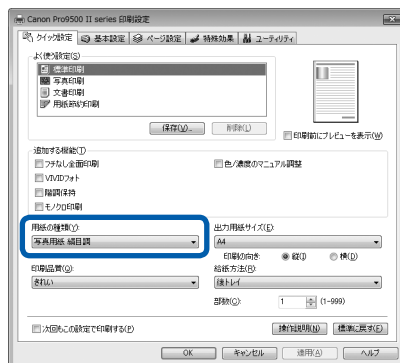 Canon Pro9500 II series 印刷設定
クイック設定 基本設定 ページ設定 特殊効果 ユーティリティ
よく使う設定(S)
標準印刷
写真印刷
文書印刷
用紙節約印刷
保存(V)... 削除(L)
印刷前にプレビューを表示(W)
追加する機能(T)
フチなし全面印刷 色/濃度のマニュアル調整
VIVIDフォト
階調保持
モノクロ印刷
用紙の種類(Y): 出力用紙サイズ(E):
写真用紙 絹目調 A4
印刷の向き: 縦(I) 横(D)
印刷品質(Q): 給紙方法(R):
きれい 後トレイ
部数(C): 1 (1-999)
次回もこの設定で印刷する(P) 操作説明(N) 標準に戻す(F)
OK キャンセル 適用(A) ヘルプ